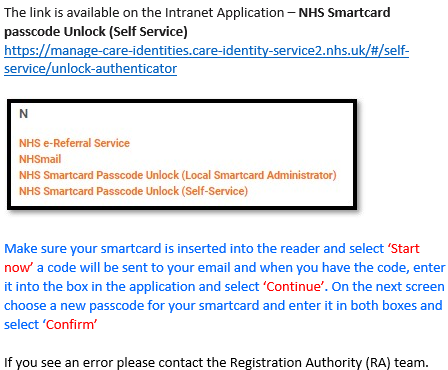 The link is available on the Intranet Application – NHS Smartcard
passcode Unlock (Self Service)
https://manage-care-identities.care-identity-service2.nhs.uk/#/self-
service/unlock-authenticator
N
NHS e-Referral Service
NHSmail
NHS Smartcard Passcode Unlock (Local Smartcard Administrator)
NHS Smartcard Passcode Unlock (Self-Service)
Make sure your smartcard is inserted into the reader and select ‘Start
now’ a code will be sent to your email and when you have the code, enter
it into the box in the application and select ‘Continue’. On the next screen
choose a new passcode for your smartcard and enter it in both boxes and
select ‘Confirm’
If you see an error please contact the Registration Authority (RA) team.